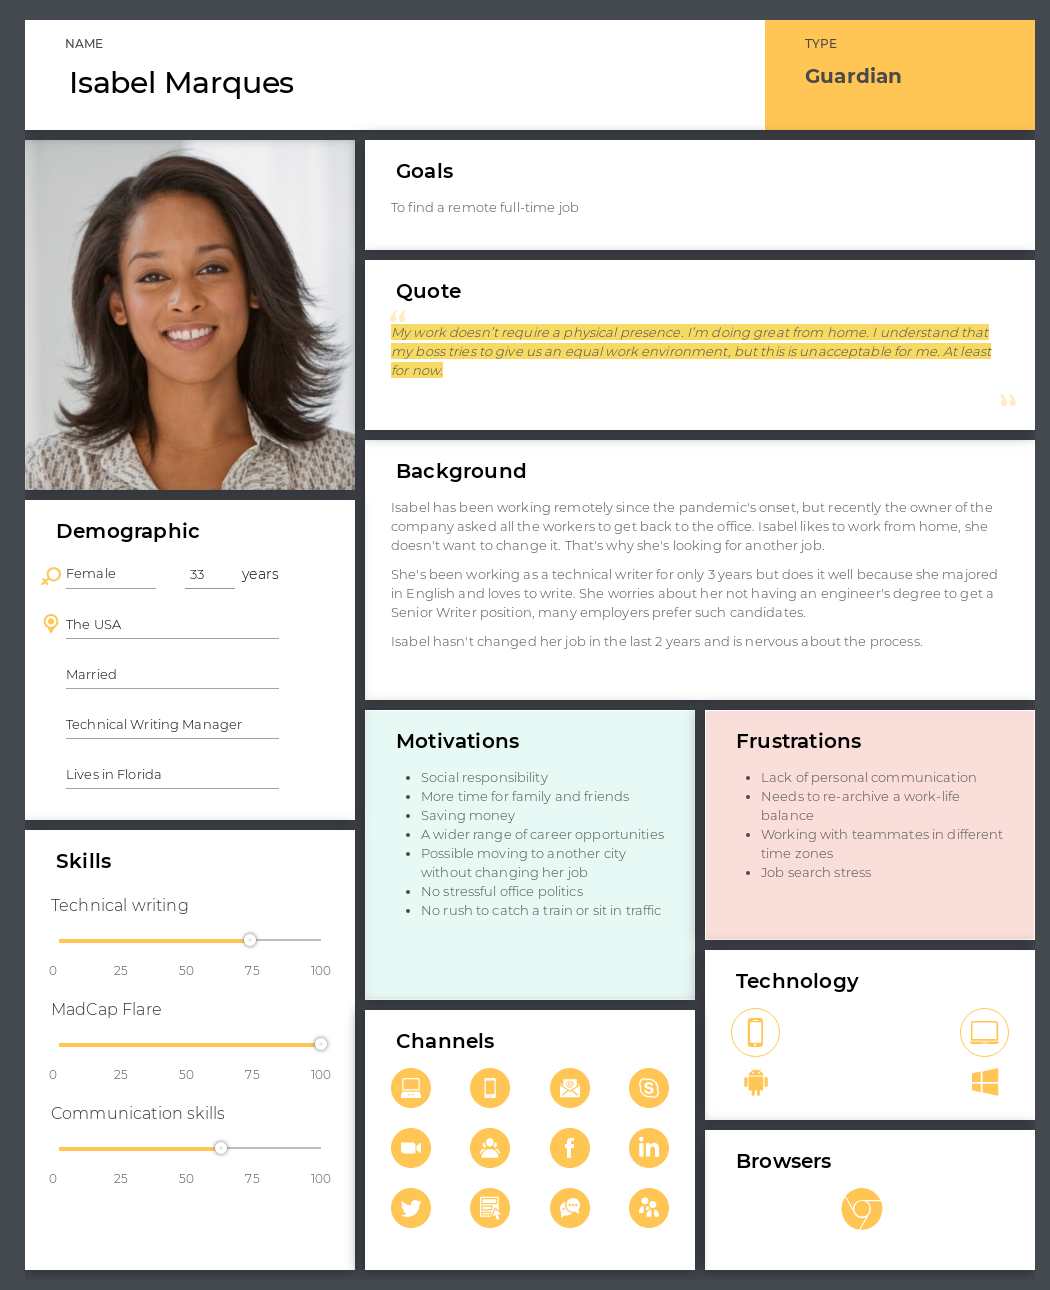 NAME
Isabel Marques
TYPE
Guardian
Goals
To find a remote full-time job
Quote
“
My work doesn't require a physical presence. I'm doing great from home. I understand that
my boss tries to give us an equal work environment, but this is unacceptable for me. At least
for now.
”
Background
Isabel has been working remotely since the pandemic's onset, but recently the owner of the
company asked all the workers to get back to the office. Isabel likes to work from home, she
doesn't want to change it. That's why she's looking for another job.
She's been working as a technical writer for only 3 years but does it well because she majored
in English and loves to write. She worries about her not having an engineer's degree to get a
Senior Writer position, many employers prefer such candidates.
Isabel hasn't changed her job in the last 2 years and is nervous about the process.
Demographic
Female 33 years
The USA
Married
Technical Writing Manager
Lives in Florida
Skills
Technical writing
0 25 50 75 100
MadCap Flare
0 25 50 75 100
Communication skills
0 25 50 75 100
Motivations
• Social responsibility
• More time for family and friends
• Saving money
• A wider range of career opportunities
• Possible moving to another city
without changing her job
• No stressful office politics
• No rush to catch a train or sit in traffic
Frustrations
• Lack of personal communication
• Needs to re-archive a work-life
balance
• Working with teammates in different
time zones
• Job search stress
Channels
Technology
Browsers